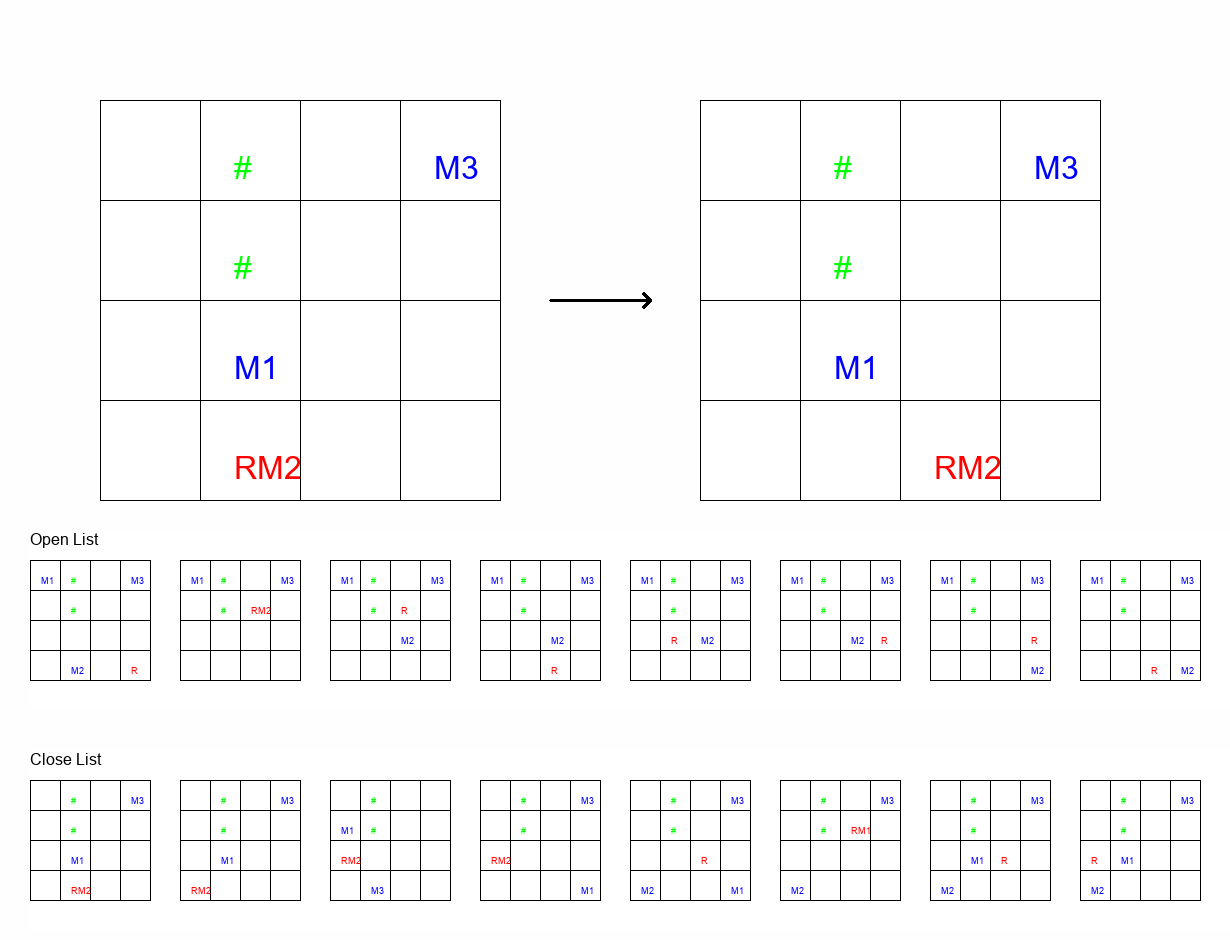 # M3 # M3
# #
M1 M1
RM2 RM2
Open List
M1 # M3 M1 # M3 M1 # M3 M1 # M3 M1 # M3 M1 # M3 M1 # M3 M1 # M3
# # RM2 # R # # # # #
M2 M2 R M2 M2 R R
M2 R R M2 R M2
Close List
# M3 # M3 # # M3 # M3 # M3 # M3 # M3
# # M1 # # # # RM1 # #
M1 M1 RM2 RM2 R M1 R R M1
RM2 RM2 M3 M1 M2 M1 M2 M2 M2